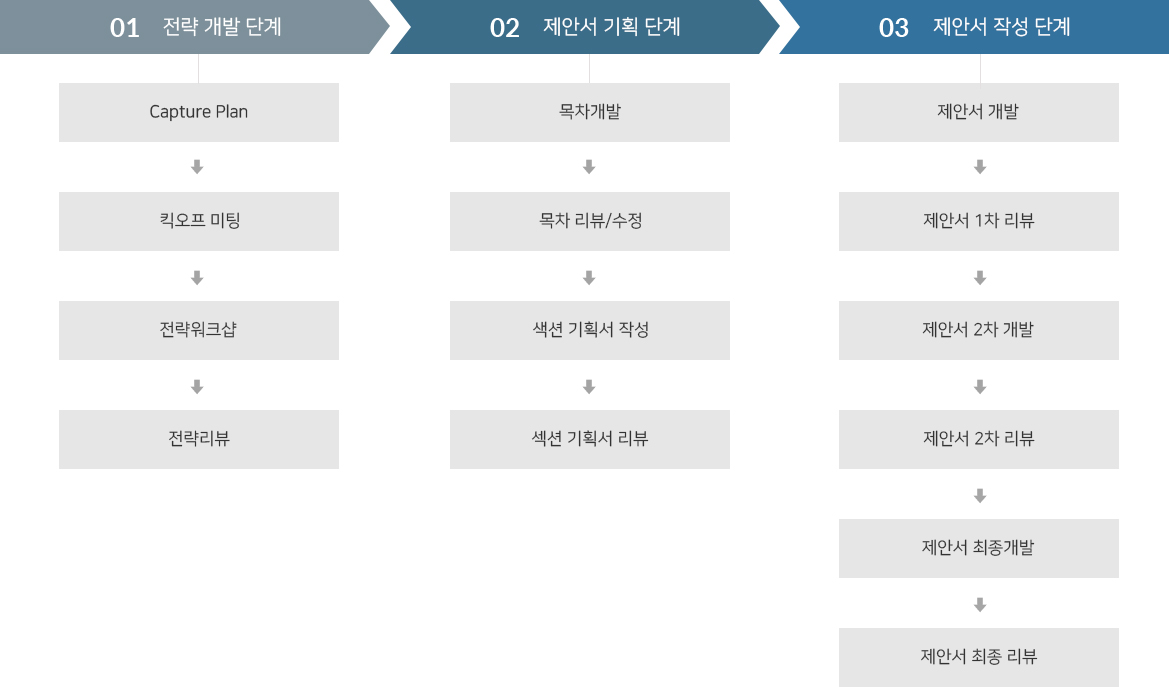 01 전략 개발 단계
Capture Plan
킥오프 미팅
전략워크샵
전략리뷰
02 제안서 기획 단계
목차개발
목차 리뷰/수정
색션 기획서 작성
섹션 기획서 리뷰
03 제안서 작성 단계
제안서 개발
제안서 1차 리뷰
제안서 2차 개발
제안서 2차 리뷰
제안서 최종개발
제안서 최종 리뷰